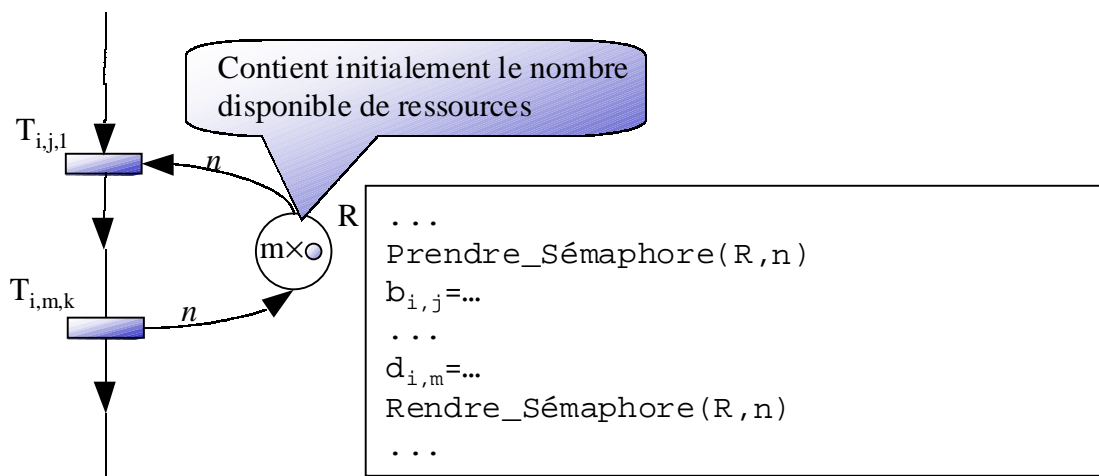 Contient initialement le nombre
disponible de ressources
T_{i,j,1}
n
R
m×
T_{i,m,k}
n
...
Prendre_Sémaphore(R,n)
b_{i,j}=…
...
d_{i,m}=…
Rendre_Sémaphore(R,n)
...